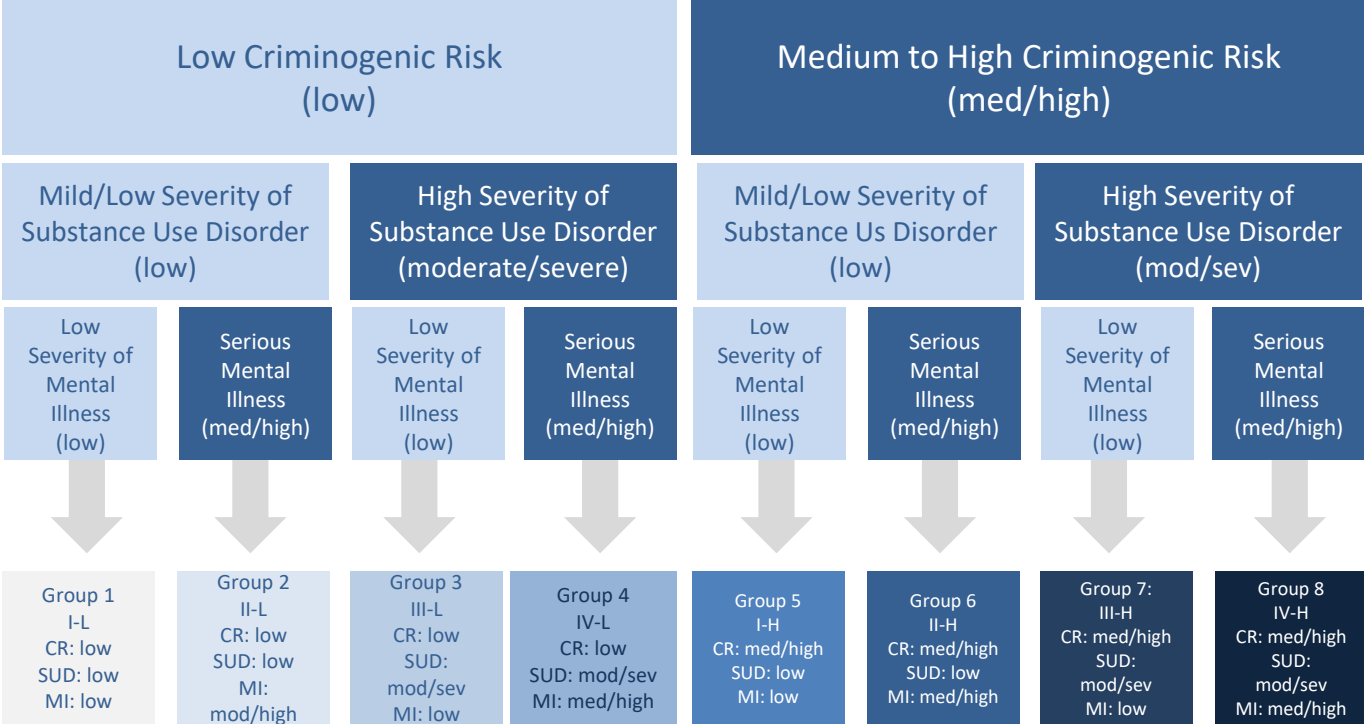 Low Criminogenic Risk
(low)
Medium to High Criminogenic Risk
(med/high)
Mild/Low Severity of
Substance Use Disorder
(low)
High Severity of
Substance Use Disorder
(moderate/severe)
Mild/Low Severity of
Substance Us Disorder
(low)
High Severity of
Substance Use Disorder
(mod/sev)
Low
Severity of
Mental
Illness
(low)
Serious
Mental
Illness
(med/high)
Low
Severity of
Mental
Illness
(low)
Serious
Mental
Illness
(med/high)
Low
Severity of
Mental
Illness
(low)
Serious
Mental
Illness
(med/high)
Low
Severity of
Mental
Illness
(low)
Serious
Mental
Illness
(med/high)
Group 1
I-L
CR: low
SUD: low
MI: low
Group 2
II-L
CR: low
SUD: low
MI:
mod/high
Group 3
III-L
CR: low
SUD:
mod/sev
MI: low
Group 4
IV-L
CR: low
SUD: mod/sev
MI: med/high
Group 5
I-H
CR: med/high
SUD: low
MI: low
Group 6
II-H
CR: med/high
SUD: low
MI: med/high
Group 7:
III-H
CR: med/high
SUD:
mod/sev
MI: low
Group 8
IV-H
CR: med/high
SUD:
mod/sev
MI: med/high